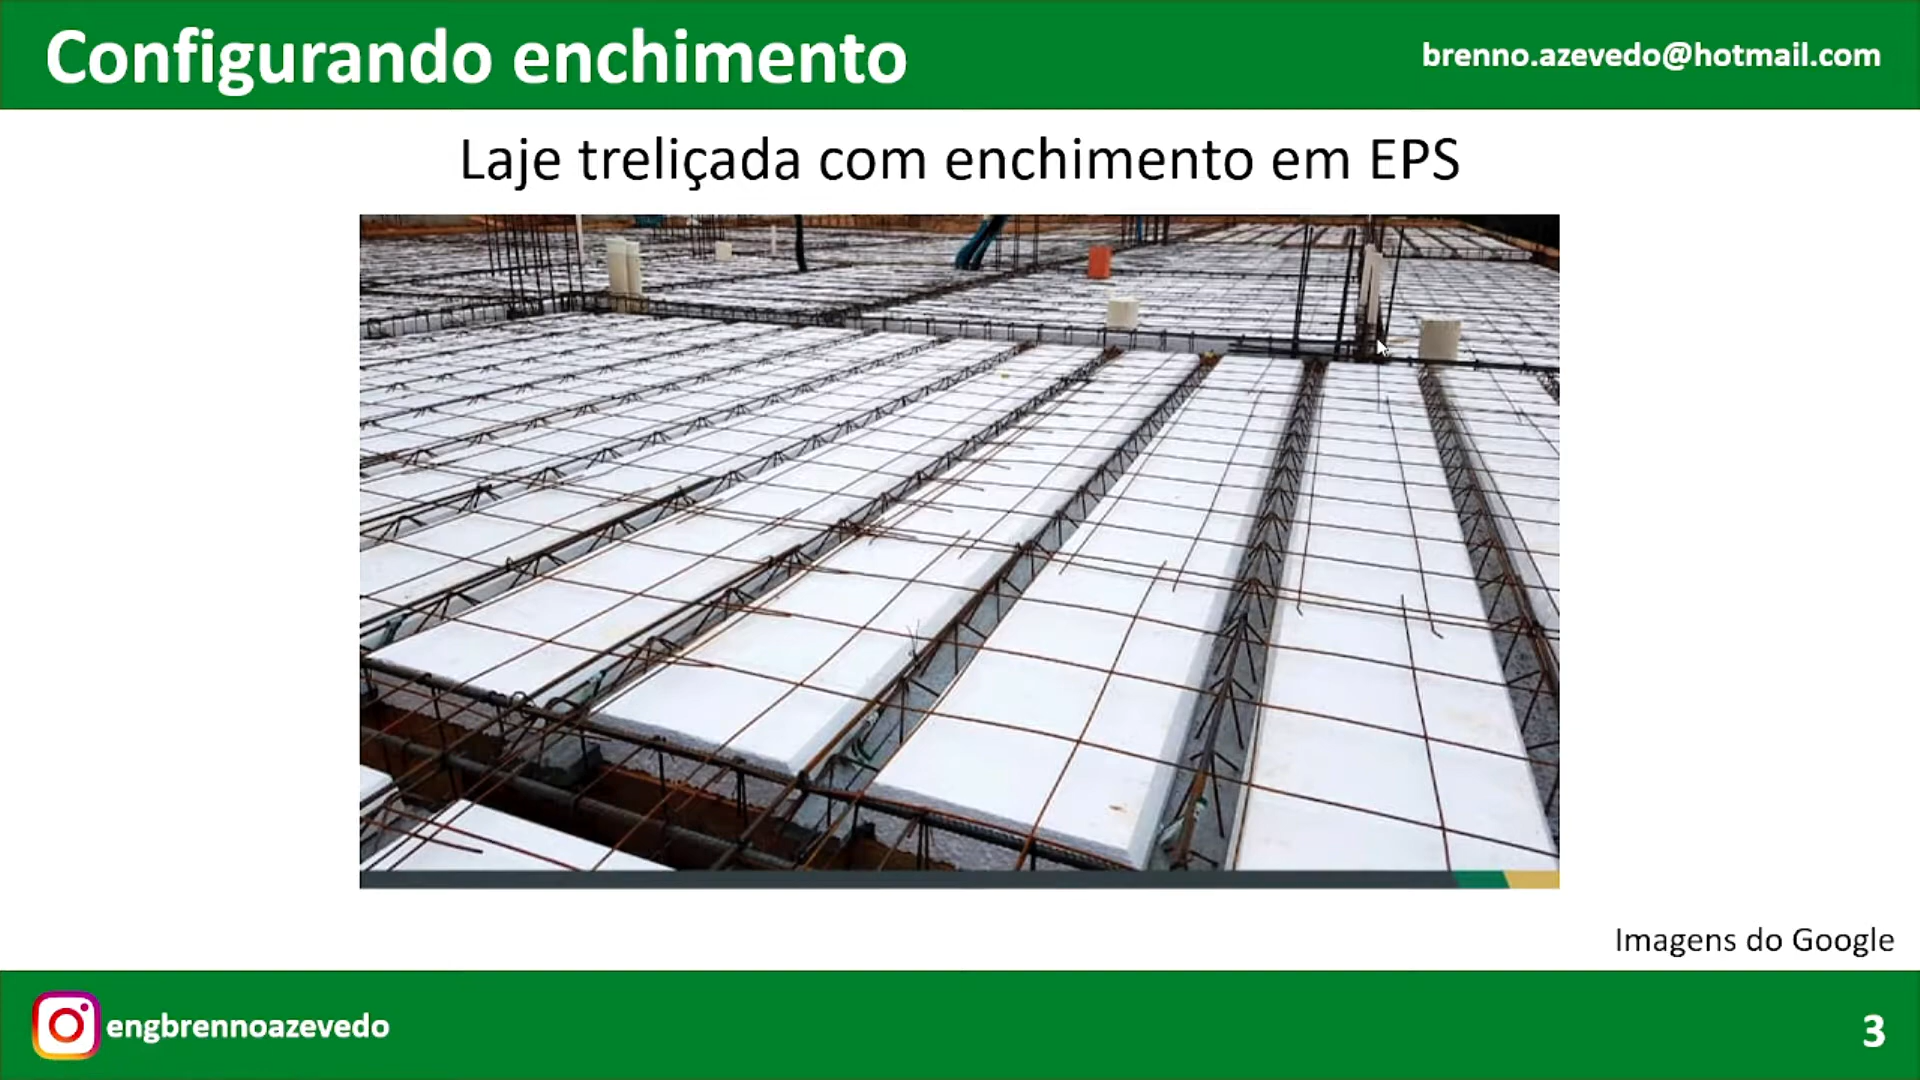 Configurando enchimento
brenno.azevedo@hotmail.com
Laje treliçada com enchimento em EPS
Imagens do Google
engbrennoazevedo
3